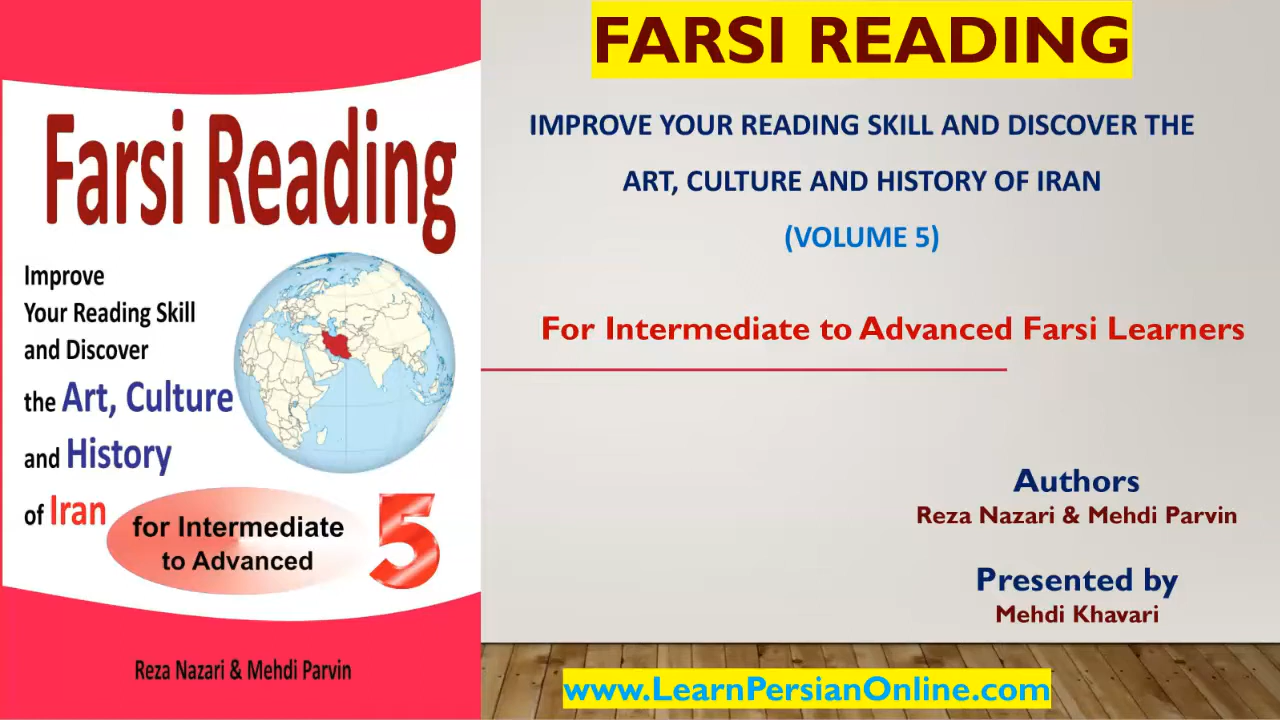 Farsi Reading
Improve
Your Reading Skill
and Discover
the Art, Culture
and History
of Iran
for Intermediate
to Advanced
5
Reza Nazari & Mehdi Parvin
FARSI READING
IMPROVE YOUR READING SKILL AND DISCOVER THE
ART, CULTURE AND HISTORY OF IRAN
(VOLUME 5)
For Intermediate to Advanced Farsi Learners
Authors
Reza Nazari & Mehdi Parvin
Presented by
Mehdi Khavari
www.LearnPersianOnline.com